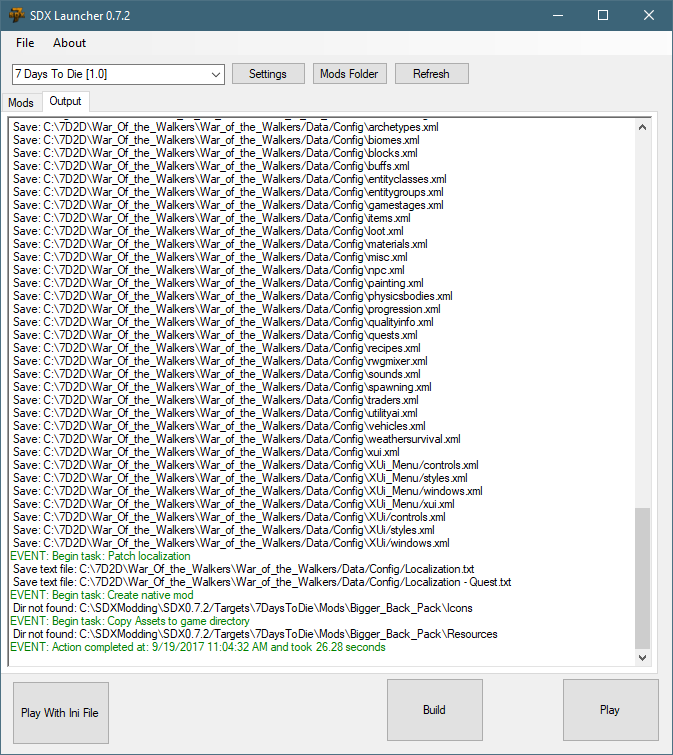 SDX Launcher 0.7.2
File About
7 Days To Die [1.0] Settings Mods Folder Refresh
Mods Output
Save: C:\7D2D\War_Of_the_Walkers\War_of_the_Walkers/Data/Config\archetypes.xml
Save: C:\7D2D\War_Of_the_Walkers\War_of_the_Walkers/Data/Config\biomes.xml
Save: C:\7D2D\War_Of_the_Walkers\War_of_the_Walkers/Data/Config\blocks.xml
Save: C:\7D2D\War_Of_the_Walkers\War_of_the_Walkers/Data/Config\buffs.xml
Save: C:\7D2D\War_Of_the_Walkers\War_of_the_Walkers/Data/Config\entityclasses.xml
Save: C:\7D2D\War_Of_the_Walkers\War_of_the_Walkers/Data/Config\entitygroups.xml
Save: C:\7D2D\War_Of_the_Walkers\War_of_the_Walkers/Data/Config\gamestages.xml
Save: C:\7D2D\War_Of_the_Walkers\War_of_the_Walkers/Data/Config\items.xml
Save: C:\7D2D\War_Of_the_Walkers\War_of_the_Walkers/Data/Config\loot.xml
Save: C:\7D2D\War_Of_the_Walkers\War_of_the_Walkers/Data/Config\materials.xml
Save: C:\7D2D\War_Of_the_Walkers\War_of_the_Walkers/Data/Config\misc.xml
Save: C:\7D2D\War_Of_the_Walkers\War_of_the_Walkers/Data/Config\npc.xml
Save: C:\7D2D\War_Of_the_Walkers\War_of_the_Walkers/Data/Config\painting.xml
Save: C:\7D2D\War_Of_the_Walkers\War_of_the_Walkers/Data/Config\physicsbodies.xml
Save: C:\7D2D\War_Of_the_Walkers\War_of_the_Walkers/Data/Config\progression.xml
Save: C:\7D2D\War_Of_the_Walkers\War_of_the_Walkers/Data/Config\qualityinfo.xml
Save: C:\7D2D\War_Of_the_Walkers\War_of_the_Walkers/Data/Config\quests.xml
Save: C:\7D2D\War_Of_the_Walkers\War_of_the_Walkers/Data/Config\recipes.xml
Save: C:\7D2D\War_Of_the_Walkers\War_of_the_Walkers/Data/Config\rwgmixer.xml
Save: C:\7D2D\War_Of_the_Walkers\War_of_the_Walkers/Data/Config\sounds.xml
Save: C:\7D2D\War_Of_the_Walkers\War_of_the_Walkers/Data/Config\spawning.xml
Save: C:\7D2D\War_Of_the_Walkers\War_of_the_Walkers/Data/Config\traders.xml
Save: C:\7D2D\War_Of_the_Walkers\War_of_the_Walkers/Data/Config\utilityai.xml
Save: C:\7D2D\War_Of_the_Walkers\War_of_the_Walkers/Data/Config\vehicles.xml
Save: C:\7D2D\War_Of_the_Walkers\War_of_the_Walkers/Data/Config\weathersurvival.xml
Save: C:\7D2D\War_Of_the_Walkers\War_of_the_Walkers/Data/Config\xui.xml
Save: C:\7D2D\War_Of_the_Walkers\War_of_the_Walkers/Data/Config\XUi_Menu/controls.xml
Save: C:\7D2D\War_Of_the_Walkers\War_of_the_Walkers/Data/Config\XUi_Menu/styles.xml
Save: C:\7D2D\War_Of_the_Walkers\War_of_the_Walkers/Data/Config\XUi_Menu/windows.xml
Save: C:\7D2D\War_Of_the_Walkers\War_of_the_Walkers/Data/Config\XUi_Menu/xui.xml
Save: C:\7D2D\War_Of_the_Walkers\War_of_the_Walkers/Data/Config\XUi/controls.xml
Save: C:\7D2D\War_Of_the_Walkers\War_of_the_Walkers/Data/Config\XUi/styles.xml
Save: C:\7D2D\War_Of_the_Walkers\War_of_the_Walkers/Data/Config\XUi/windows.xml
EVENT: Begin task: Patch localization
Save text file: C:\7D2D\War_Of_the_Walkers\War_of_the_Walkers/Data/Config/Localization.txt
Save text file: C:\7D2D\War_Of_the_Walkers\War_of_the_Walkers/Data/Config/Localization - Quest.txt
EVENT: Begin task: Create native mod
Dir not found: C:\SDXModding\SDX0.7.2/Targets\7DaysToDie\Mods\Bigger_Back_Pack\Icons
EVENT: Begin task: Copy Assets to game directory
Dir not found: C:\SDXModding\SDX0.7.2/Targets\7DaysToDie\Mods\Bigger_Back_Pack\Resources
EVENT: Action completed at: 9/19/2017 11:04:32 AM and took 26.28 seconds
Play With Ini File Build Play